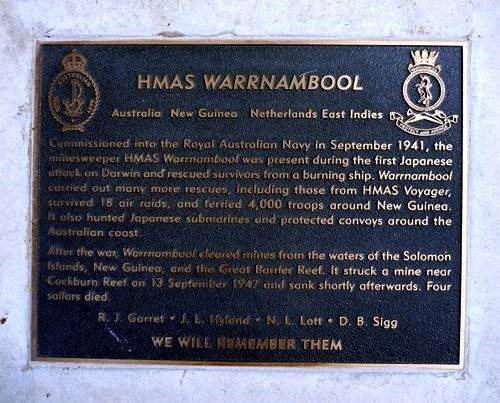 HMAS WARRNAMBOOL
Australia New Guinea Netherlands East Indies
Commissioned into the Royal Australian Navy in September 1941, the
minesweeper HMAS Warrnambool was present during the first Japanese
attack on Darwin and rescued survivors from a burning ship. Warrnambool
carried out many more rescues, including those from HMAS Voyager,
survived 18 air raids, and ferried 4,000 troops around New Guinea.
It also hunted Japanese submarines and protected convoys around the
Australian coast.
After the war, Warrnambool cleared mines from the waters of the Solomon
Islands, New Guinea, and the Great Barrier Reef. It struck a mine near
Cockburn Reef on 13 September 1947 and sank shortly afterwards. Four
sailors died.
R. J. Garret • J. L. Hyland • N. L. Lott • D. B. Sigg
WE WILL REMEMBER THEM